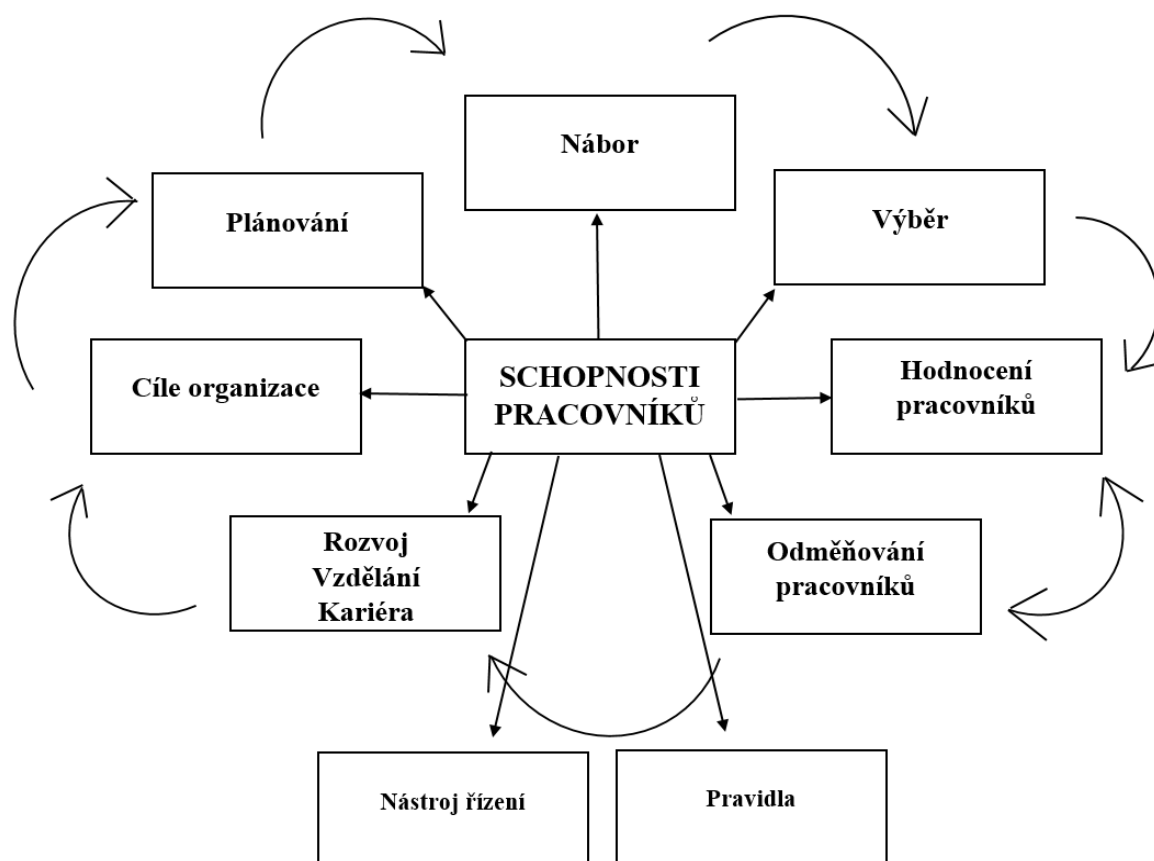 Nábor
Plánování
Výběr
Cíle organizace
SCHOPNOSTI
PRACOVNÍKŮ
Hodnocení
pracovníků
Rozvoj
Vzdělání
Kariéra
Odměňování
pracovníků
Nástroj řízení
Pravidla